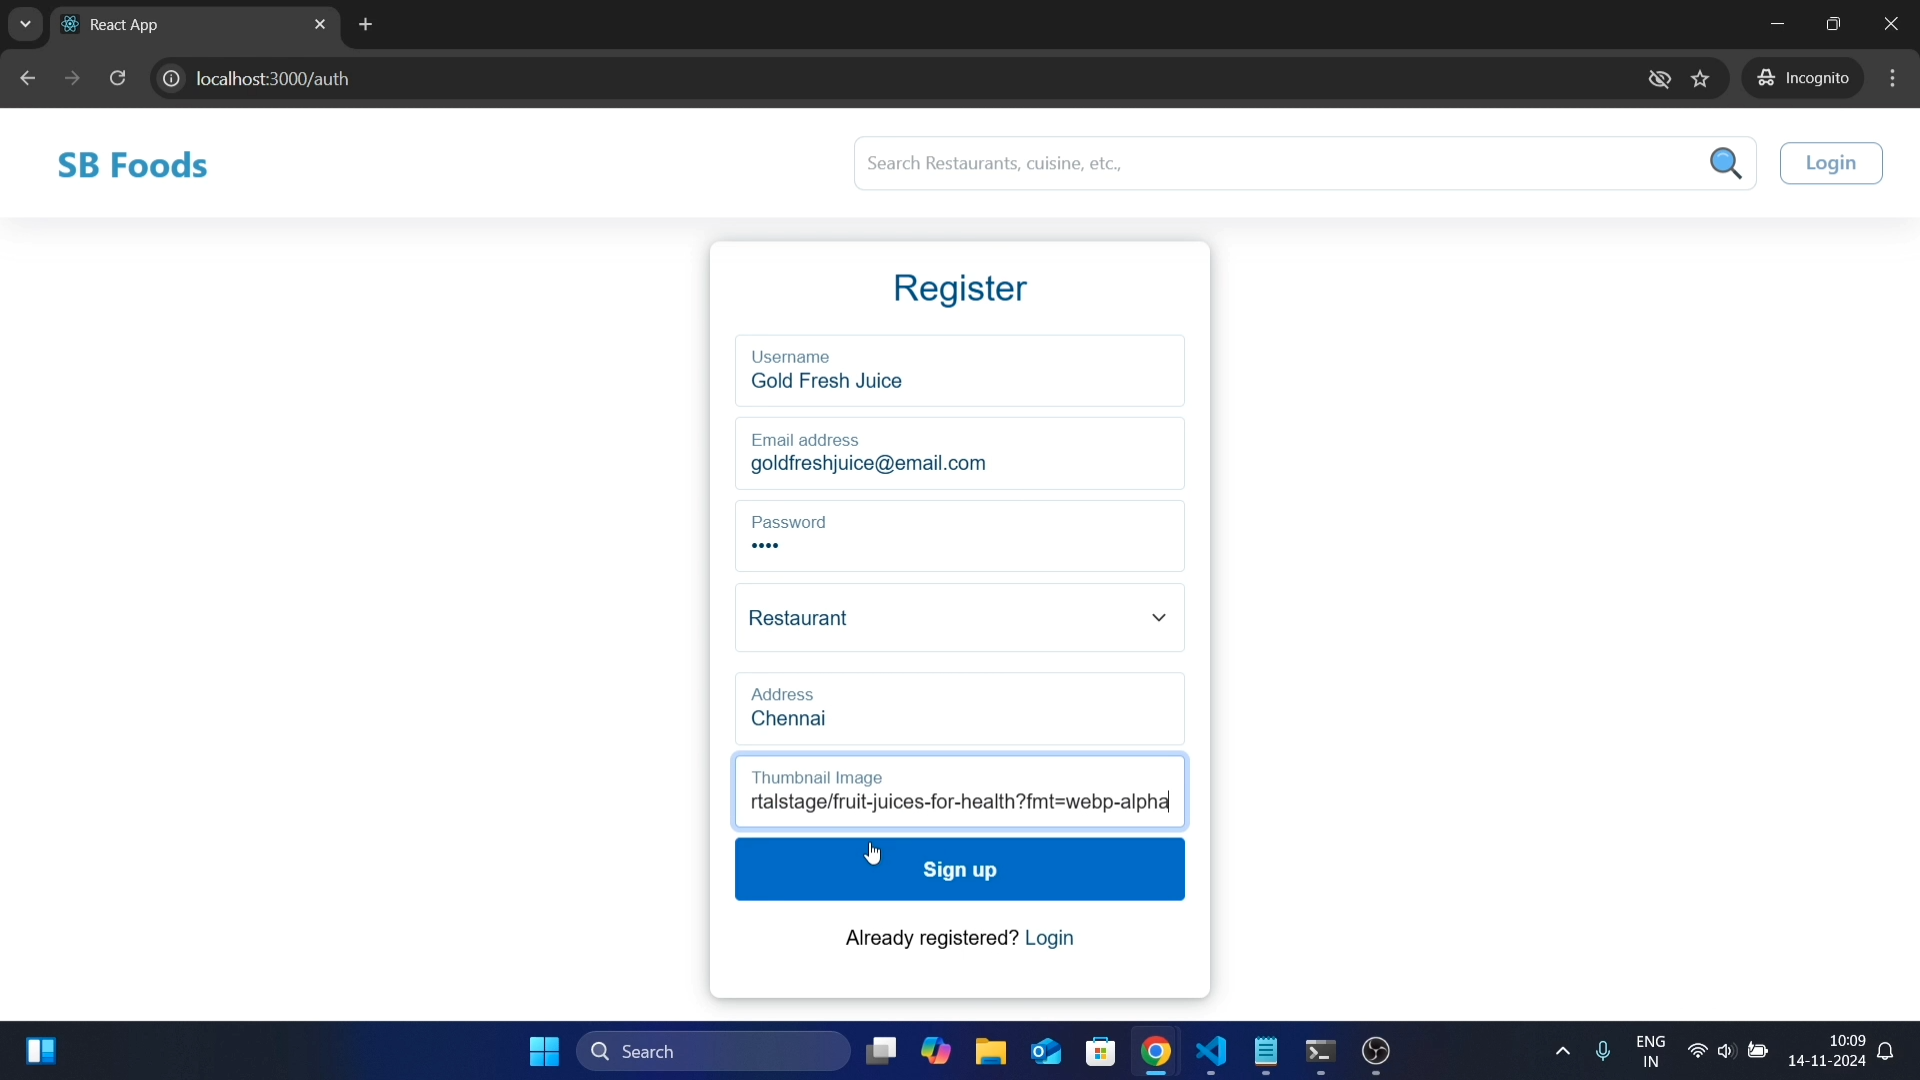 React App
localhost:3000/auth
Incognito
SB Foods
Search Restaurants, cuisine, etc.,
Login
Register
Username
Gold Fresh Juice
Email address
goldfreshjuice@email.com
Password
••••
Restaurant
Address
Chennai
Thumbnail Image
rtalstage/fruit-juices-for-health?fmt=webp-alpha
Sign up
Already registered? Login
Search
ENG
IN
10:09
14-11-2024